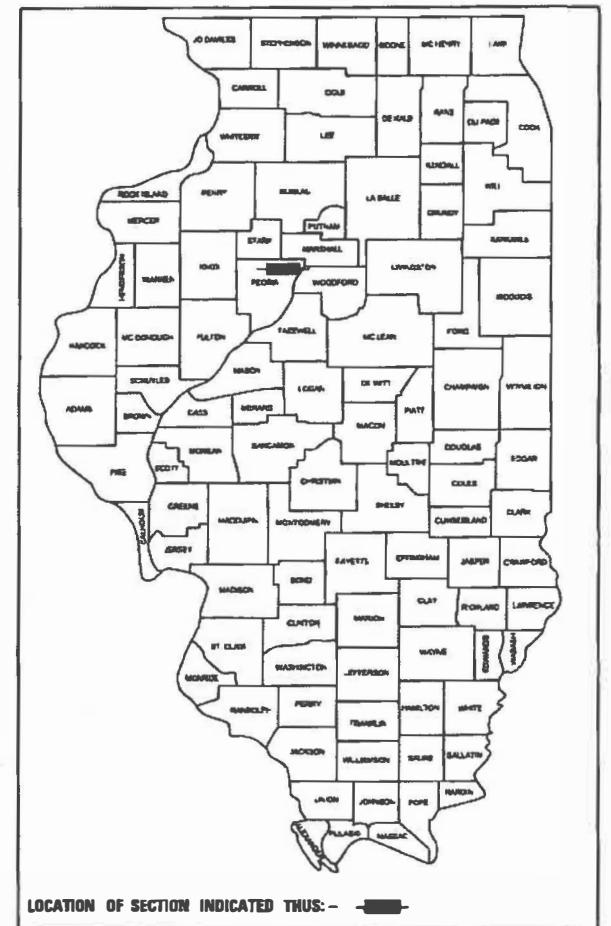 JO DAVIESS STEPHENSON WINNEBAGO BOONE MC HENRY LAKE
CARROLL OGLE DE KALB KANE DU PAGE COOK
WHITESIDE LEE KENDALL WILL
ROCK ISLAND HENRY BUREAU LA SALLE GRUNDY
MERCER PUTNAM KANKAKEE
HENDERSON WARREN KNOX STARK MARSHALL LIVINGSTON
PEORIA WOODFORD IROQUOIS
HANCOCK MC DONOUGH FULTON TAZEWELL MC LEAN FORD
SCHUYLER MASON LOGAN DE WITT CHAMPAIGN VERMILION
ADAMS BROWN CASS MENARD MACON PIATT
PIKE SCOTT MORGAN SANGAMON CHRISTIAN MOULTRIE DOUGLAS EDGAR
COLES
CALHOUN GREENE MACOUPIN MONTGOMERY SHELBY CUMBERLAND CLARK
JERSEY FAYETTE EFFINGHAM JASPER CRAWFORD
MADISON BOND CLAY RICHLAND LAWRENCE
CLINTON MARION
ST. CLAIR WASHINGTON JEFFERSON WAYNE EDWARDS WABASH
MONROE
RANDOLPH PERRY FRANKLIN HAMILTON WHITE
JACKSON WILLIAMSON SALINE GALLATIN
UNION JOHNSON POPE HARDIN
ALEXANDER PULASKI MASSAC
LOCATION OF SECTION INDICATED THUS: -